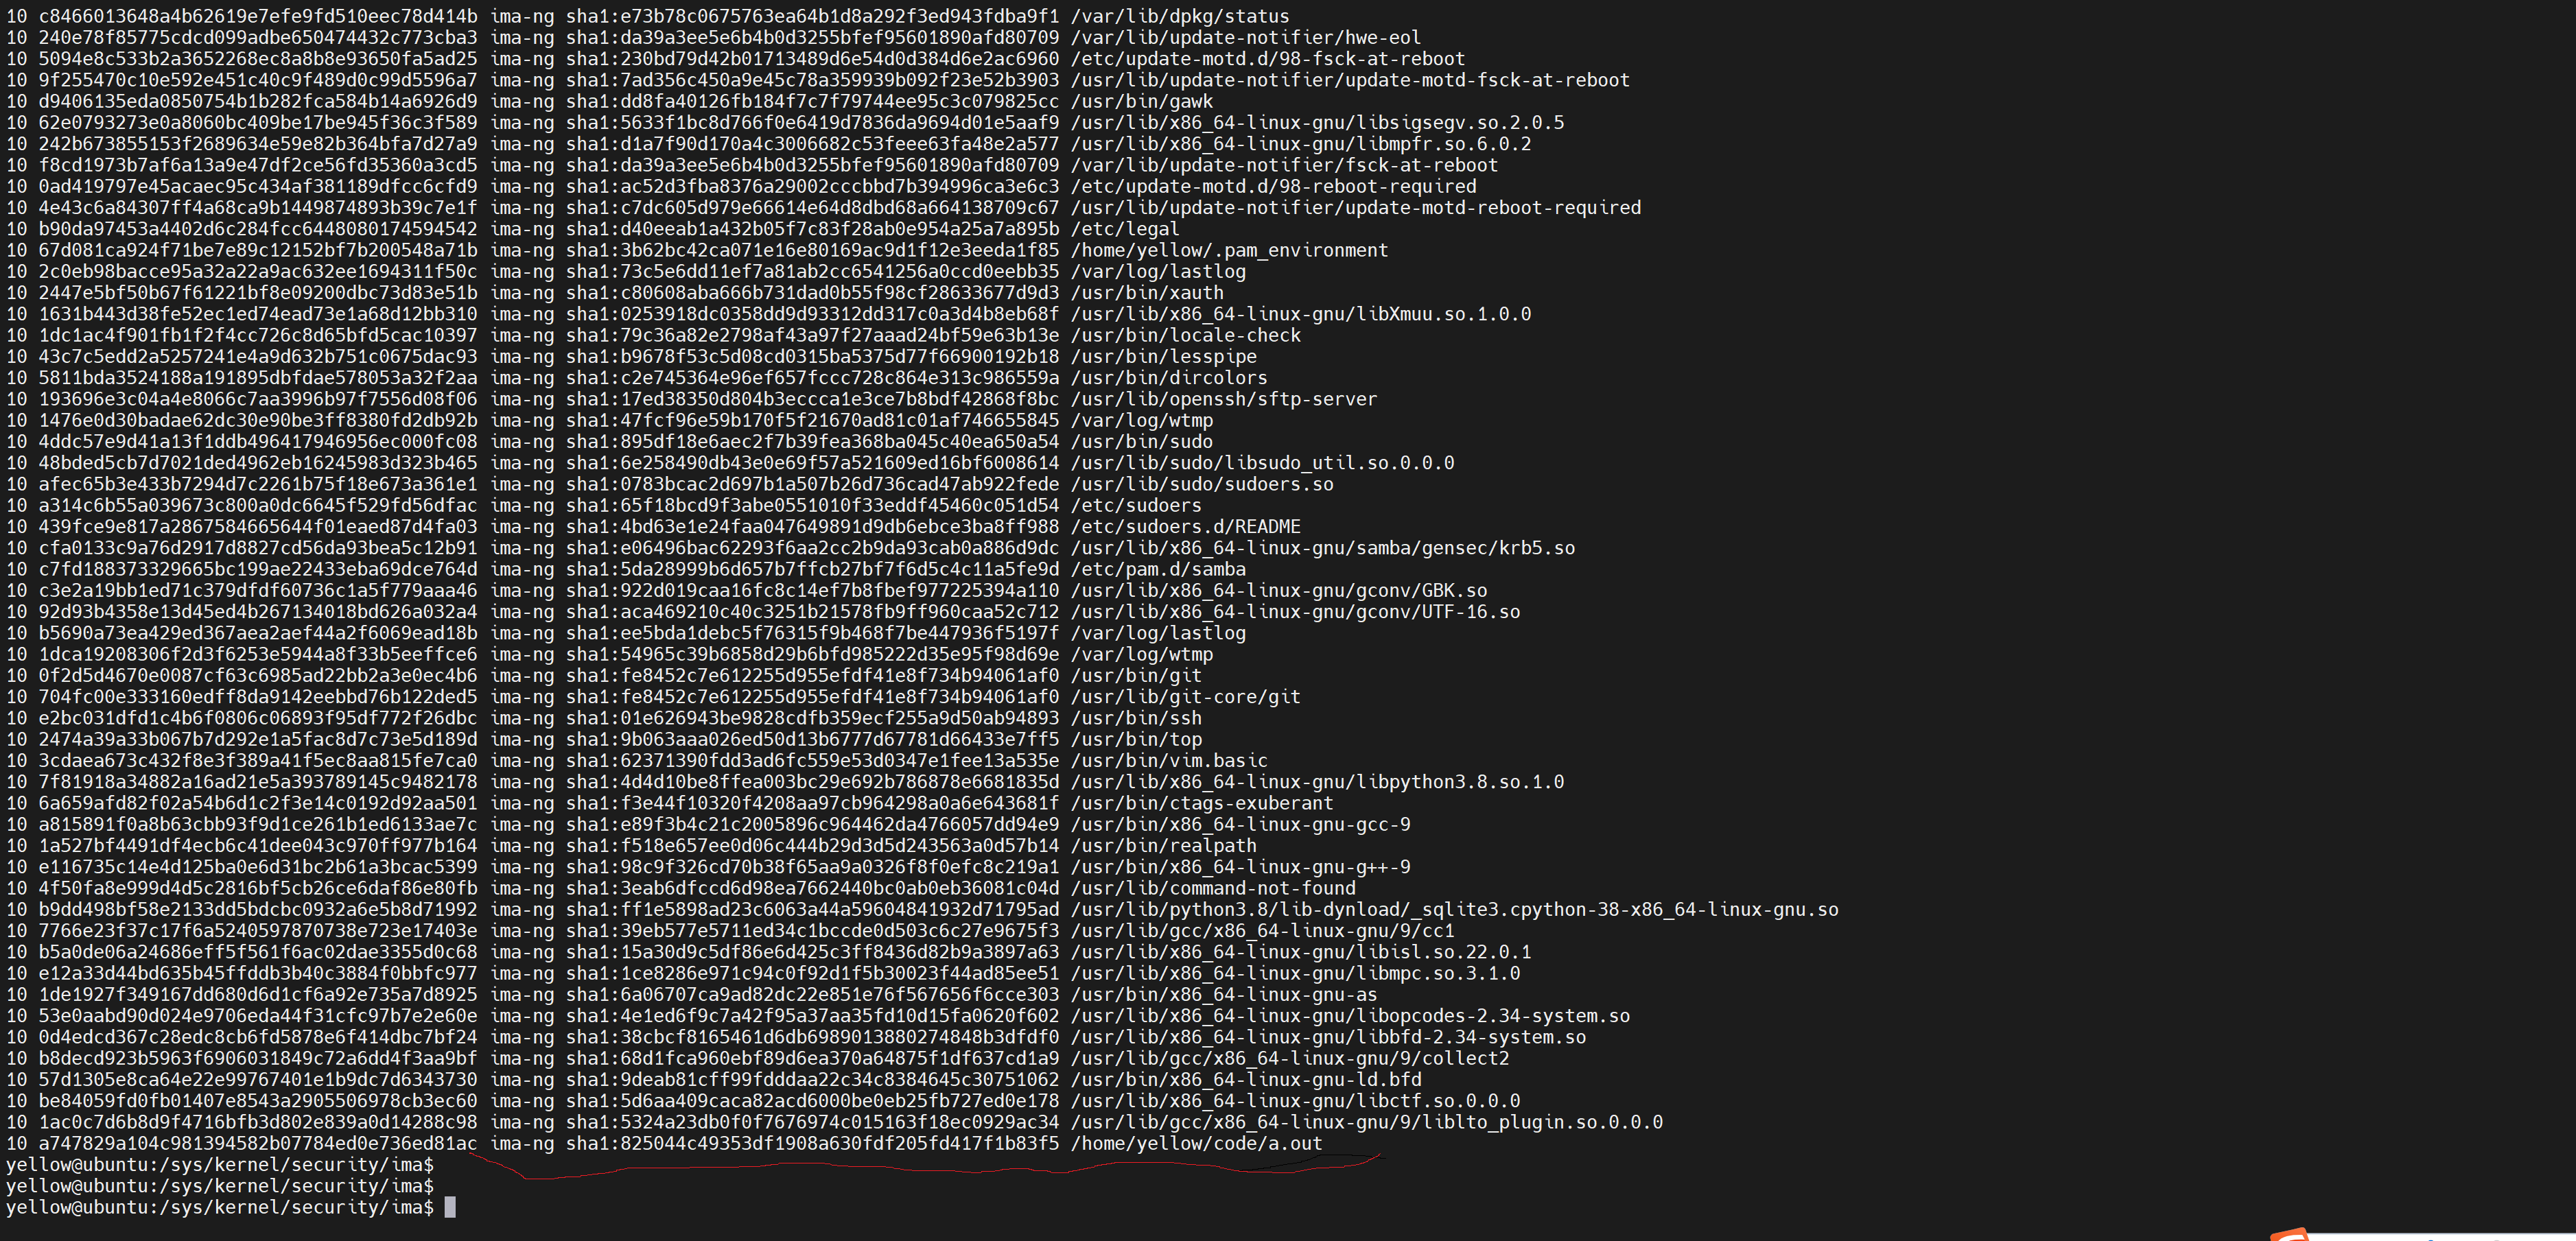 10 c8466013648a4b62619e7efe9fd510eec78d414b ima-ng sha1:e73b78c0675763ea64b1d8a292f3ed943fdba9f1 /var/lib/dpkg/status
10 240e78f85775cdcd099adbe650474432c773cba3 ima-ng sha1:da39a3ee5e6b4b0d3255bfef95601890afd80709 /var/lib/update-notifier/hwe-eol
10 5094e8c533b2a3652268ec8a8b8e93650fa5ad25 ima-ng sha1:230bd79d42b01713489d6e54d0d384d6e2ac6960 /etc/update-motd.d/98-fsck-at-reboot
10 9f255470c10e592e451c40c9f489d0c99d5596a7 ima-ng sha1:7ad356c450a9e45c78a359939b092f23e52b3903 /usr/lib/update-notifier/update-motd-fsck-at-reboot
10 d9406135eda0850754b1b282fca584b14a6926d9 ima-ng sha1:dd8fa40126fb184f7c7f79744ee95c3c079825cc /usr/bin/gawk
10 62e0793273e0a8060bc409be17be945f36c3f589 ima-ng sha1:5633f1bc8d766f0e6419d7836da9694d01e5aaf9 /usr/lib/x86_64-linux-gnu/libsigsegv.so.2.0.5
10 242b673855153f2689634e59e82b364bfa7d27a9 ima-ng sha1:d1a7f90d170a4c3006682c53feee63fa48e2a577 /usr/lib/x86_64-linux-gnu/libmpfr.so.6.0.2
10 f8cd1973b7af6a13a9e47df2ce56fd35360a3cd5 ima-ng sha1:da39a3ee5e6b4b0d3255bfef95601890afd80709 /var/lib/update-notifier/fsck-at-reboot
10 0ad419797e45acaec95c434af381189dfcc6cfd9 ima-ng sha1:ac52d3fba8376a29002cccbbd7b394996ca3e6c3 /etc/update-motd.d/98-reboot-required
10 4e43c6a84307ff4a68ca9b1449874893b39c7e1f ima-ng sha1:c7dc605d979e66614e64d8dbd68a664138709c67 /usr/lib/update-notifier/update-motd-reboot-required
10 b90da97453a4402d6c284fcc6448080174594542 ima-ng sha1:d40eeab1a432b05f7c83f28ab0e954a25a7a895b /etc/legal
10 67d081ca924f71be7e89c12152bf7b200548a71b ima-ng sha1:3b62bc42ca071e16e80169ac9d1f12e3eeda1f85 /home/yellow/.pam_environment
10 2c0eb98bacce95a32a22a9ac632ee1694311f50c ima-ng sha1:73c5e6dd11ef7a81ab2cc6541256a0ccd0eebb35 /var/log/lastlog
10 2447e5bf50b67f61221bf8e09200dbc73d83e51b ima-ng sha1:c80608aba666b731dad0b55f98cf28633677d9d3 /usr/bin/xauth
10 1631b443d38fe52ec1ed74ead73e1a68d12bb310 ima-ng sha1:0253918dc0358dd9d93312dd317c0a3d4b8eb68f /usr/lib/x86_64-linux-gnu/libXmuu.so.1.0.0
10 1dc1ac4f901fb1f2f4cc726c8d65bfd5cac10397 ima-ng sha1:79c36a82e2798af43a97f27aaad24bf59e63b13e /usr/bin/locale-check
10 43c7c5edd2a5257241e4a9d632b751c0675dac93 ima-ng sha1:b9678f53c5d08cd0315ba5375d77f66900192b18 /usr/bin/lesspipe
10 5811bda3524188a191895dbfdae578053a32f2aa ima-ng sha1:c2e745364e96ef657fccc728c864e313c986559a /usr/bin/dircolors
10 193696e3c04a4e8066c7aa3996b97f7556d08f06 ima-ng sha1:17ed38350d804b3eccca1e3ce7b8bdf42868f8bc /usr/lib/openssh/sftp-server
10 1476e0d30badae62dc30e90be3ff8380fd2db92b ima-ng sha1:47fcf96e59b170f5f21670ad81c01af746655845 /var/log/wtmp
10 4ddc57e9d41a13f1ddb496417946956ec000fc08 ima-ng sha1:895df18e6aec2f7b39fea368ba045c40ea650a54 /usr/bin/sudo
10 48bded5cb7d7021ded4962eb16245983d323b465 ima-ng sha1:6e258490db43e0e69f57a521609ed16bf6008614 /usr/lib/sudo/libsudo_util.so.0.0.0
10 afec65b3e433b7294d7c2261b75f18e673a361e1 ima-ng sha1:0783bcac2d697b1a507b26d736cad47ab922fede /usr/lib/sudo/sudoers.so
10 a314c6b55a039673c800a0dc6645f529fd56dfac ima-ng sha1:65f18bcd9f3abe0551010f33eddf45460c051d54 /etc/sudoers
10 439fce9e817a2867584665644f01eaed87d4fa03 ima-ng sha1:4bd63e1e24faa047649891d9db6ebce3ba8ff988 /etc/sudoers.d/README
10 cfa0133c9a76d2917d8827cd56da93bea5c12b91 ima-ng sha1:e06496bac62293f6aa2cc2b9da93cab0a886d9dc /usr/lib/x86_64-linux-gnu/samba/gensec/krb5.so
10 c7fd188373329665bc199ae22433eba69dce764d ima-ng sha1:5da28999b6d657b7ffcb27bf7f6d5c4c11a5fe9d /etc/pam.d/samba
10 c3e2a19bb1ed71c379dfdf60736c1a5f779aaa46 ima-ng sha1:922d019caa16fc8c14ef7b8fbef977225394a110 /usr/lib/x86_64-linux-gnu/gconv/GBK.so
10 92d93b4358e13d45ed4b267134018bd626a032a4 ima-ng sha1:aca469210c40c3251b21578fb9ff960caa52c712 /usr/lib/x86_64-linux-gnu/gconv/UTF-16.so
10 b5690a73ea429ed367aea2aef44a2f6069ead18b ima-ng sha1:ee5bda1debc5f76315f9b468f7be447936f5197f /var/log/lastlog
10 1dca19208306f2d3f6253e5944a8f33b5eeffce6 ima-ng sha1:54965c39b6858d29b6bfd985222d35e95f98d69e /var/log/wtmp
10 0f2d5d4670e0087cf63c6985ad22bb2a3e0ec4b6 ima-ng sha1:fe8452c7e612255d955efdf41e8f734b94061af0 /usr/bin/git
10 704fc00e333160edff8da9142eebbd76b122ded5 ima-ng sha1:fe8452c7e612255d955efdf41e8f734b94061af0 /usr/lib/git-core/git
10 e2bc031dfd1c4b6f0806c06893f95df772f26dbc ima-ng sha1:01e626943be9828cdfb359ecf255a9d50ab94893 /usr/bin/ssh
10 2474a39a33b067b7d292e1a5fac8d7c73e5d189d ima-ng sha1:9b063aaa026ed50d13b6777d67781d66433e7ff5 /usr/bin/top
10 3cdaea673c432f8e3f389a41f5ec8aa815fe7ca0 ima-ng sha1:62371390fdd3ad6fc559e53d0347e1fee13a535e /usr/bin/vim.basic
10 7f81918a34882a16ad21e5a393789145c9482178 ima-ng sha1:4d4d10be8ffea003bc29e692b786878e6681835d /usr/lib/x86_64-linux-gnu/libpython3.8.so.1.0
10 6a659afd82f02a54b6d1c2f3e14c0192d92aa501 ima-ng sha1:f3e44f10320f4208aa97cb964298a0a6e643681f /usr/bin/ctags-exuberant
10 a815891f0a8b63cbb93f9d1ce261b1ed6133ae7c ima-ng sha1:e89f3b4c21c2005896c964462da4766057dd94e9 /usr/bin/x86_64-linux-gnu-gcc-9
10 1a527bf4491df4ecb6c41dee043c970ff977b164 ima-ng sha1:f518e657ee0d06c444b29d3d5d243563a0d57b14 /usr/bin/realpath
10 e116735c14e4d125ba0e6d31bc2b61a3bcac5399 ima-ng sha1:98c9f326cd70b38f65aa9a0326f8f0efc8c219a1 /usr/bin/x86_64-linux-gnu-g++-9
10 4f50fa8e999d4d5c2816bf5cb26ce6daf86e80fb ima-ng sha1:3eab6dfccd6d98ea7662440bc0ab0eb36081c04d /usr/lib/command-not-found
10 b9dd498bf58e2133dd5bdcbc0932a6e5b8d71992 ima-ng sha1:ff1e5898ad23c6063a44a59604841932d71795ad /usr/lib/python3.8/lib-dynload/_sqlite3.cpython-38-x86_64-linux-gnu.so
10 7766e23f37c17f6a5240597870738e723e17403e ima-ng sha1:39eb577e5711ed34c1bccde0d503c6c27e9675f3 /usr/lib/gcc/x86_64-linux-gnu/9/cc1
10 b5a0de06a24686eff5f561f6ac02dae3355d0c68 ima-ng sha1:15a30d9c5df86e6d425c3ff8436d82b9a3897a63 /usr/lib/x86_64-linux-gnu/libisl.so.22.0.1
10 e12a33d44bd635b45ffddb3b40c3884f0bbfc977 ima-ng sha1:1ce8286e971c94c0f92d1f5b30023f44ad85ee51 /usr/lib/x86_64-linux-gnu/libmpc.so.3.1.0
10 1de1927f349167dd680d6d1cf6a92e735a7d8925 ima-ng sha1:6a06707ca9ad82dc22e851e76f567656f6cce303 /usr/bin/x86_64-linux-gnu-as
10 53e0aabd90d024e9706eda44f31cfc97b7e2e60e ima-ng sha1:4e1ed6f9c7a42f95a37aa35fd10d15fa0620f602 /usr/lib/x86_64-linux-gnu/libopcodes-2.34-system.so
10 0d4edcd367c28edc8cb6fd5878e6f414dbc7bf24 ima-ng sha1:38cbcf8165461d6db6989013880274848b3dfdf0 /usr/lib/x86_64-linux-gnu/libbfd-2.34-system.so
10 b8decd923b5963f6906031849c72a6dd4f3aa9bf ima-ng sha1:68d1fca960ebf89d6ea370a64875f1df637cd1a9 /usr/lib/gcc/x86_64-linux-gnu/9/collect2
10 57d1305e8ca64e22e99767401e1b9dc7d6343730 ima-ng sha1:9deab81cff99fdddaa22c34c8384645c30751062 /usr/bin/x86_64-linux-gnu-ld.bfd
10 be84059fd0fb01407e8543a2905506978cb3ec60 ima-ng sha1:5d6aa409caca82acd6000be0eb25fb727ed0e178 /usr/lib/x86_64-linux-gnu/libctf.so.0.0.0
10 1ac0c7d6b8d9f4716bfb3d802e839a0d14288c98 ima-ng sha1:5324a23db0f0f7676974c015163f18ec0929ac34 /usr/lib/gcc/x86_64-linux-gnu/9/liblto_plugin.so.0.0.0
10 a747829a104c981394582b07784ed0e736ed81ac ima-ng sha1:825044c49353df1908a630fdf205fd417f1b83f5 /home/yellow/code/a.out
yellow@ubuntu:/sys/kernel/security/ima$
yellow@ubuntu:/sys/kernel/security/ima$
yellow@ubuntu:/sys/kernel/security/ima$